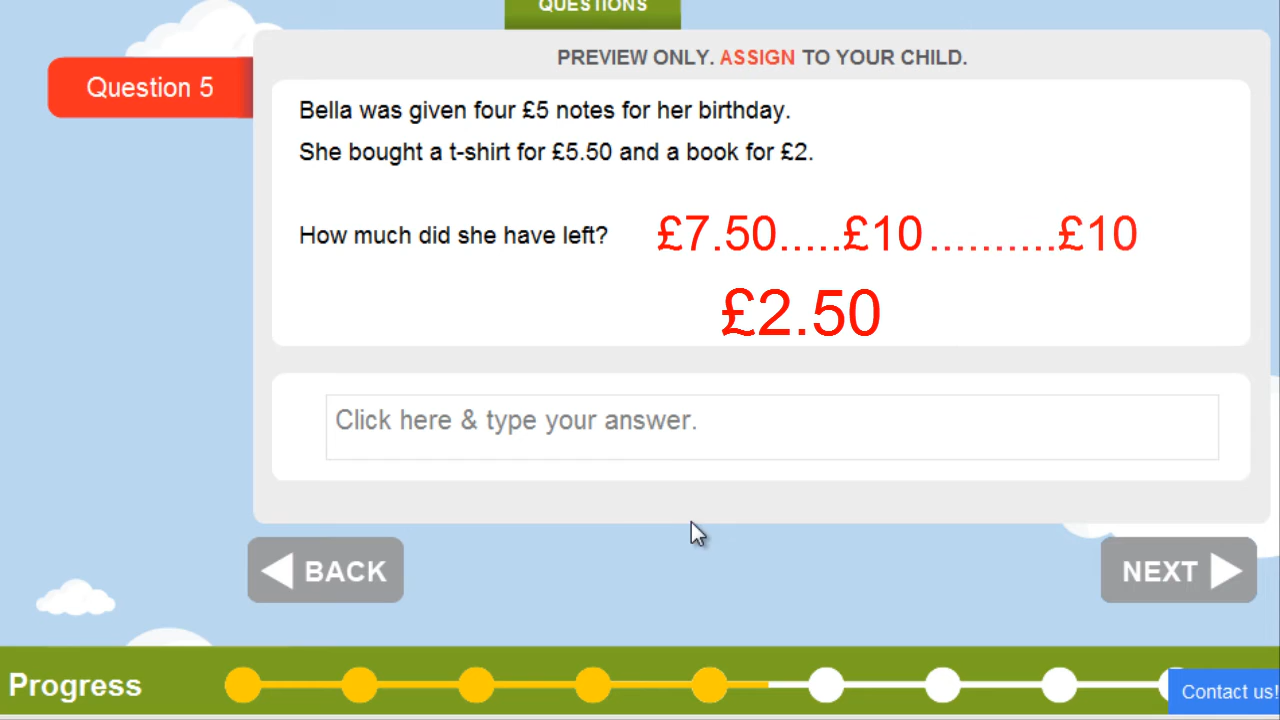 QUESTIONS
PREVIEW ONLY. ASSIGN TO YOUR CHILD.
Question 5
Bella was given four £5 notes for her birthday.
She bought a t-shirt for £5.50 and a book for £2.
How much did she have left? £7.50.....£10..........£10
£2.50
Click here & type your answer.
BACK
NEXT
Progress
Contact us!